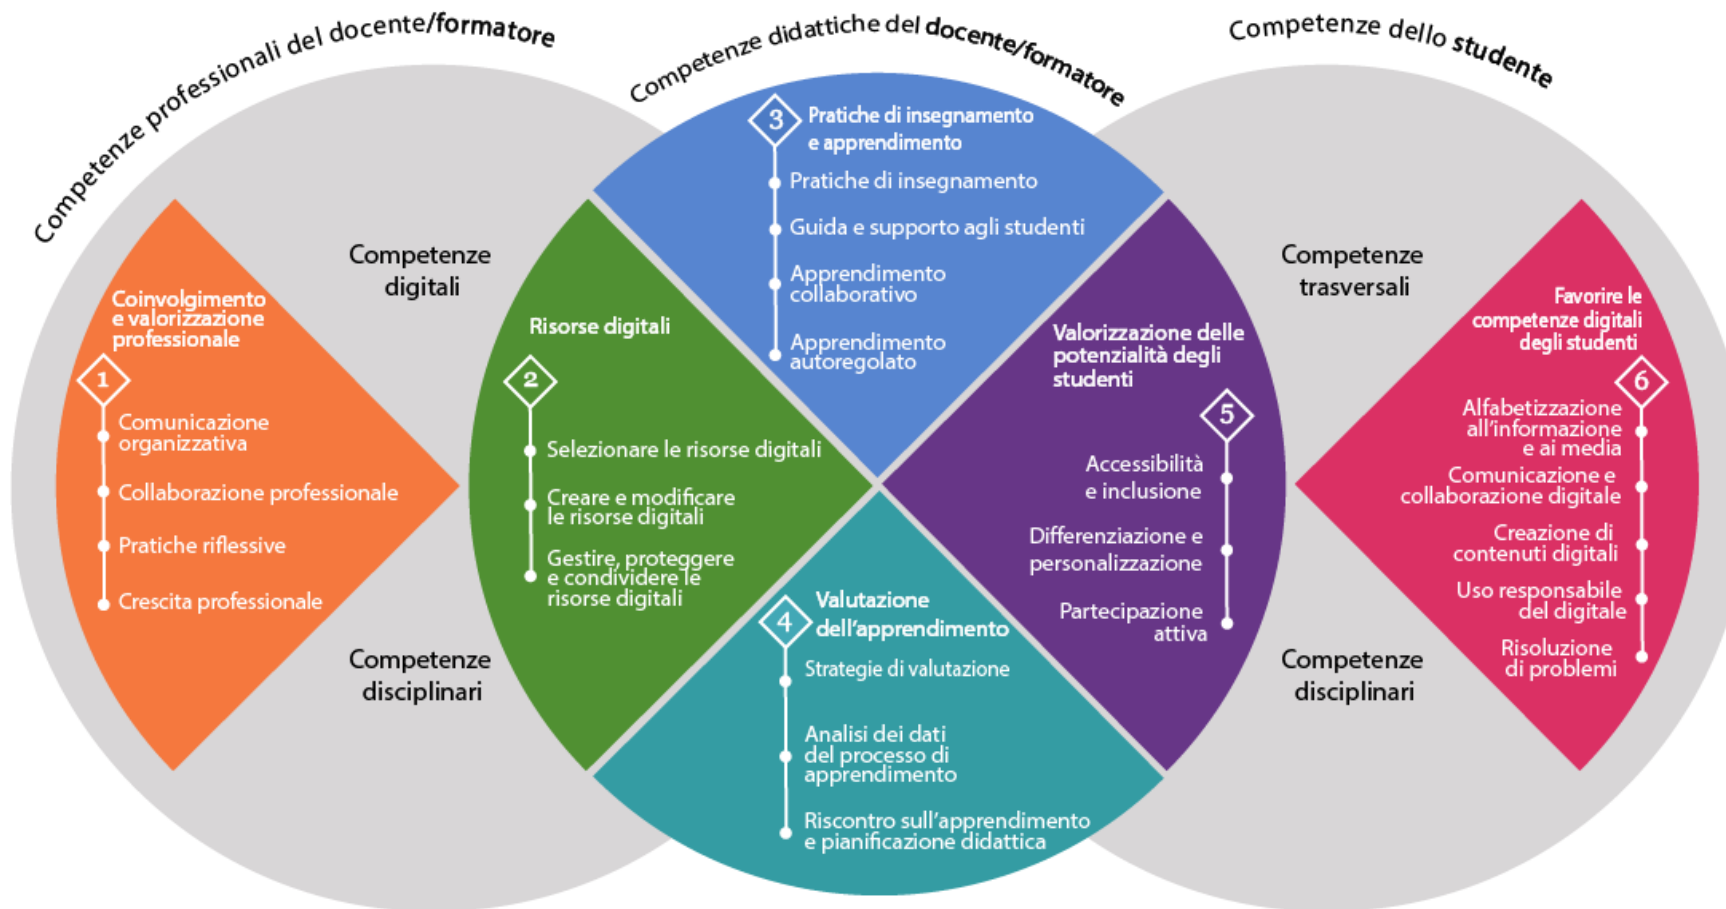 Competenze professionali del docente/formatore
Competenze didattiche del docente/formatore
Competenze dello studente
Coinvolgimento
e valorizzazione
professionale
1
Comunicazione
organizzativa
Collaborazione professionale
Pratiche riflessive
Crescita professionale
Competenze
digitali
Competenze
disciplinari
Risorse digitali
2
Selezionare le risorse digitali
Creare e modificare
le risorse digitali
Gestire, proteggere
e condividere le
risorse digitali
3
Pratiche di insegnamento
e apprendimento
Pratiche di insegnamento
Guida e supporto agli studenti
Apprendimento
collaborativo
Apprendimento
autoregolato
4
Valutazione
dell'apprendimento
Strategie di valutazione
Analisi dei dati
del processo di
apprendimento
Riscontro sull'apprendimento
e pianificazione didattica
Valorizzazione delle
potenzialità degli
studenti
5
Accessibilità
e inclusione
Differenziazione e
personalizzazione
Partecipazione
attiva
Competenze
trasversali
Competenze
disciplinari
Favorire le
competenze digitali
degli studenti
6
Alfabetizzazione
all'informazione
e ai media
Comunicazione e
collaborazione digitale
Creazione di
contenuti digitali
Uso responsabile
del digitale
Risoluzione
di problemi